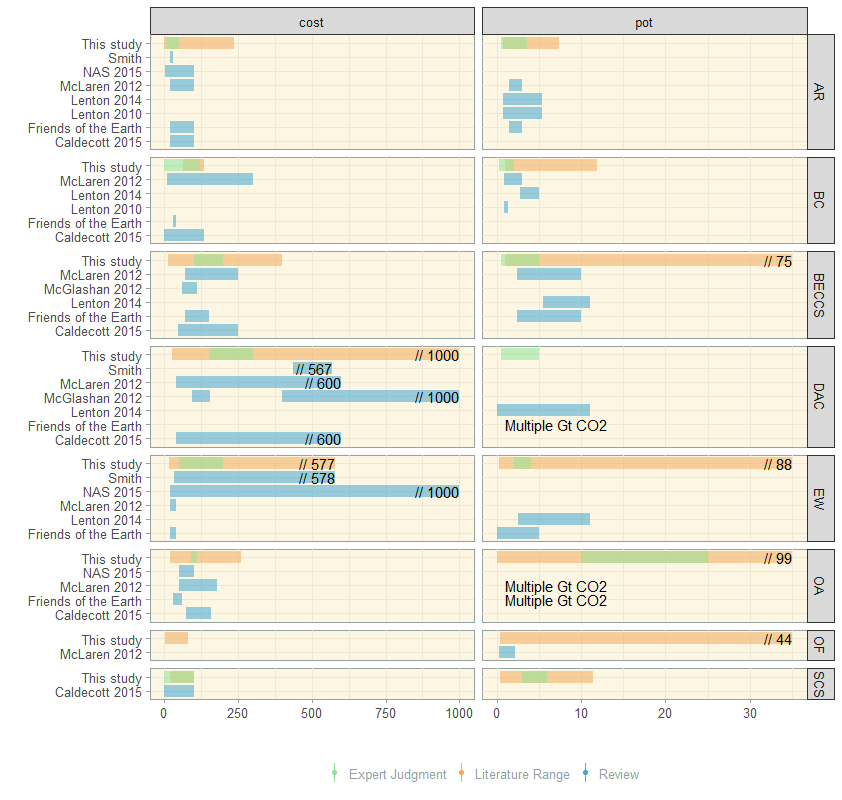 cost pot
This study
Smith
NAS 2015
McLaren 2012
Lenton 2014
Lenton 2010
Friends of the Earth
Caldecott 2015
AR
This study
McLaren 2012
Lenton 2014
Lenton 2010
Friends of the Earth
Caldecott 2015
BC
This study // 75
McLaren 2012
McGlashan 2012
Lenton 2014
Friends of the Earth
Caldecott 2015
BECCS
This study // 1000
Smith // 567
McLaren 2012 // 600
McGlashan 2012 // 1000
Lenton 2014
Friends of the Earth Multiple Gt CO2
Caldecott 2015 // 600
DAC
This study // 577 // 88
Smith // 578
NAS 2015 // 1000
McLaren 2012
Lenton 2014
Friends of the Earth
EW
This study // 99
NAS 2015
McLaren 2012 Multiple Gt CO2
Friends of the Earth Multiple Gt CO2
Caldecott 2015
OA
This study // 44
McLaren 2012
OF
This study
Caldecott 2015
SCS
0 250 500 750 1000 0 10 20 30
Expert Judgment Literature Range Review